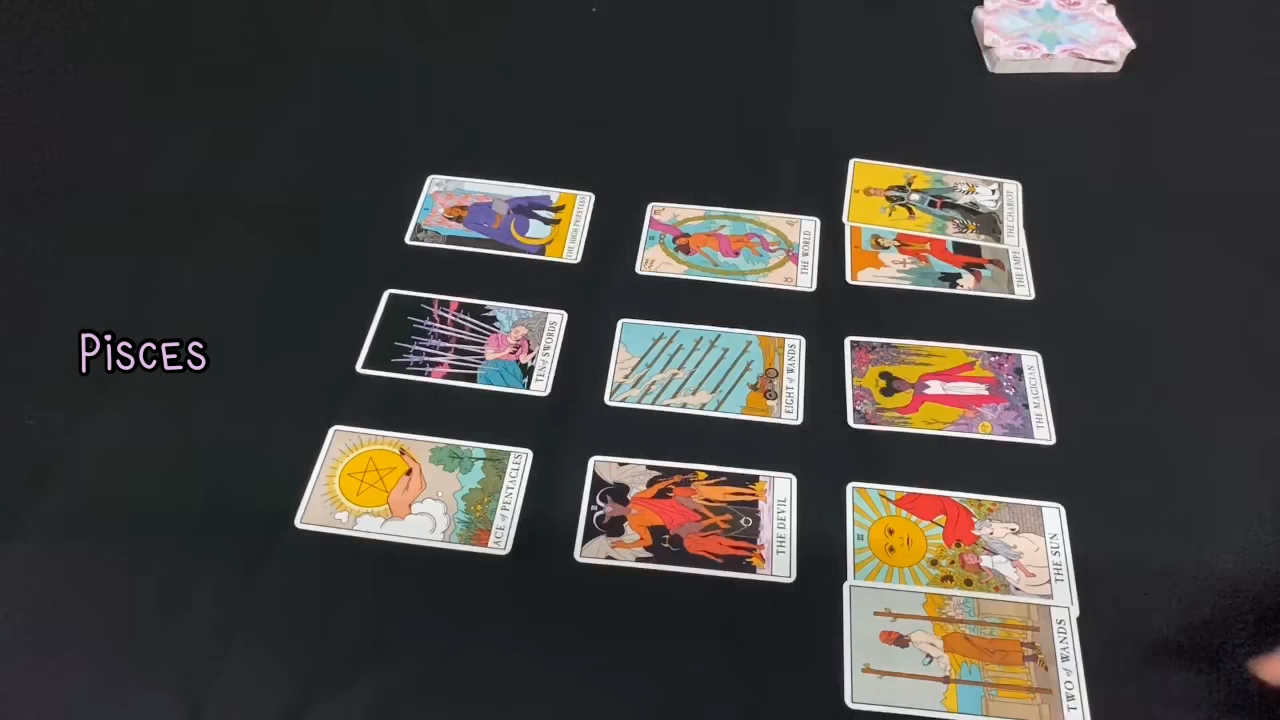 Pisces
THE HIGH PRIESTESS
THE WORLD
THE CHARIOT
THE EMPE
TEN of SWORDS
EIGHT of WANDS
THE MAGICIAN
ACE of PENTACLES
THE DEVIL
THE SUN
TWO of WANDS